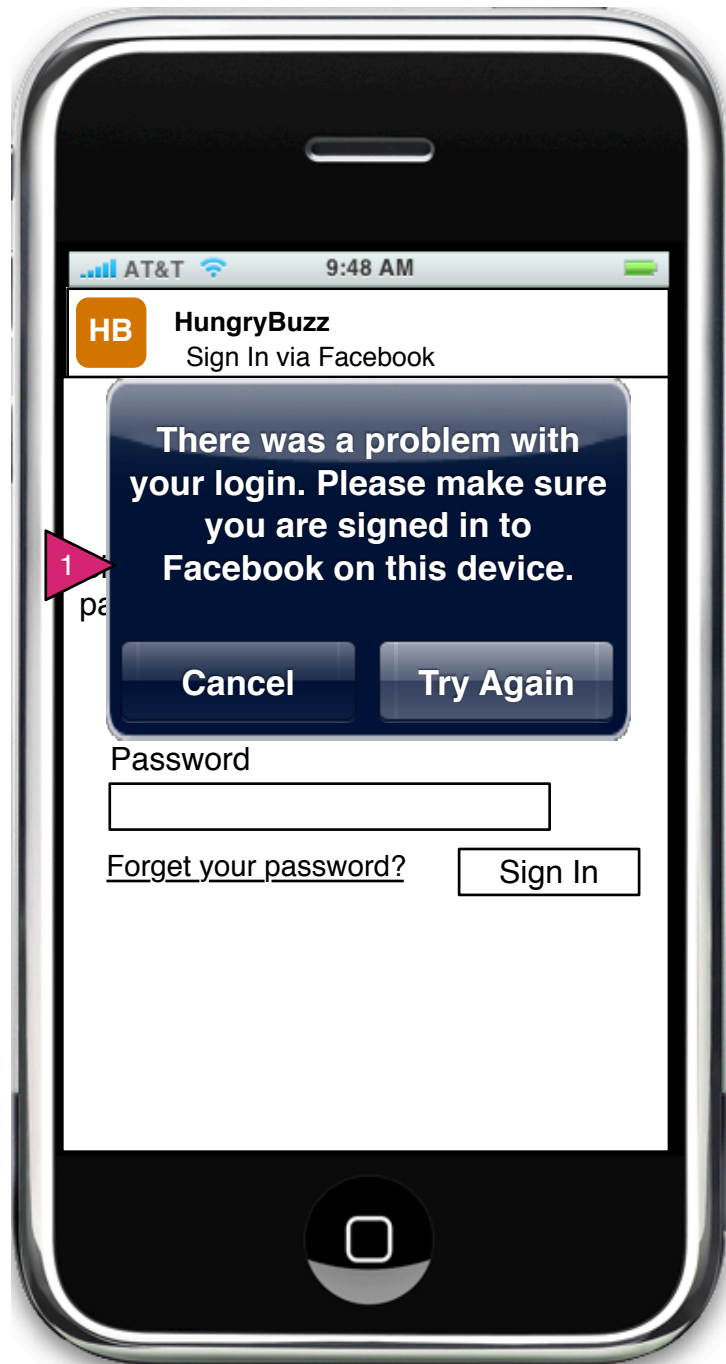 AT&T 9:48 AM
HB HungryBuzz
Sign In via Facebook
There was a problem with
your login. Please make sure
you are signed in to
1 Facebook on this device.
Cancel Try Again
Password
Forget your password? Sign In